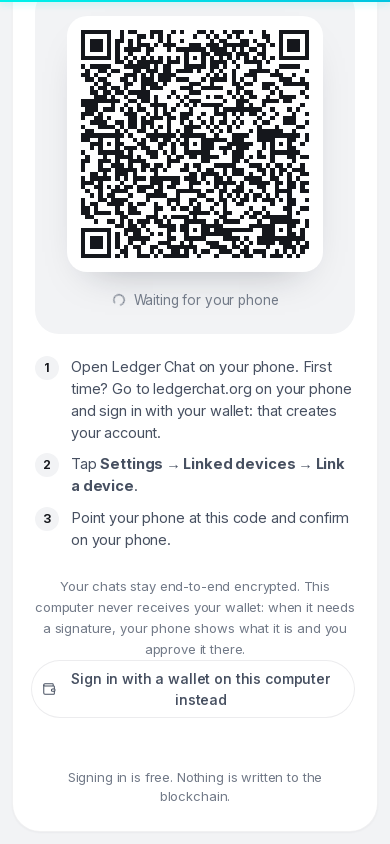 Waiting for your phone
1 Open Ledger Chat on your phone. First
time? Go to ledgerchat.org on your phone
and sign in with your wallet: that creates
your account.
2 Tap Settings → Linked devices → Link
a device.
3 Point your phone at this code and confirm
on your phone.
Your chats stay end-to-end encrypted. This
computer never receives your wallet: when it needs
a signature, your phone shows what it is and you
approve it there.
Sign in with a wallet on this computer
instead
Signing in is free. Nothing is written to the
blockchain.